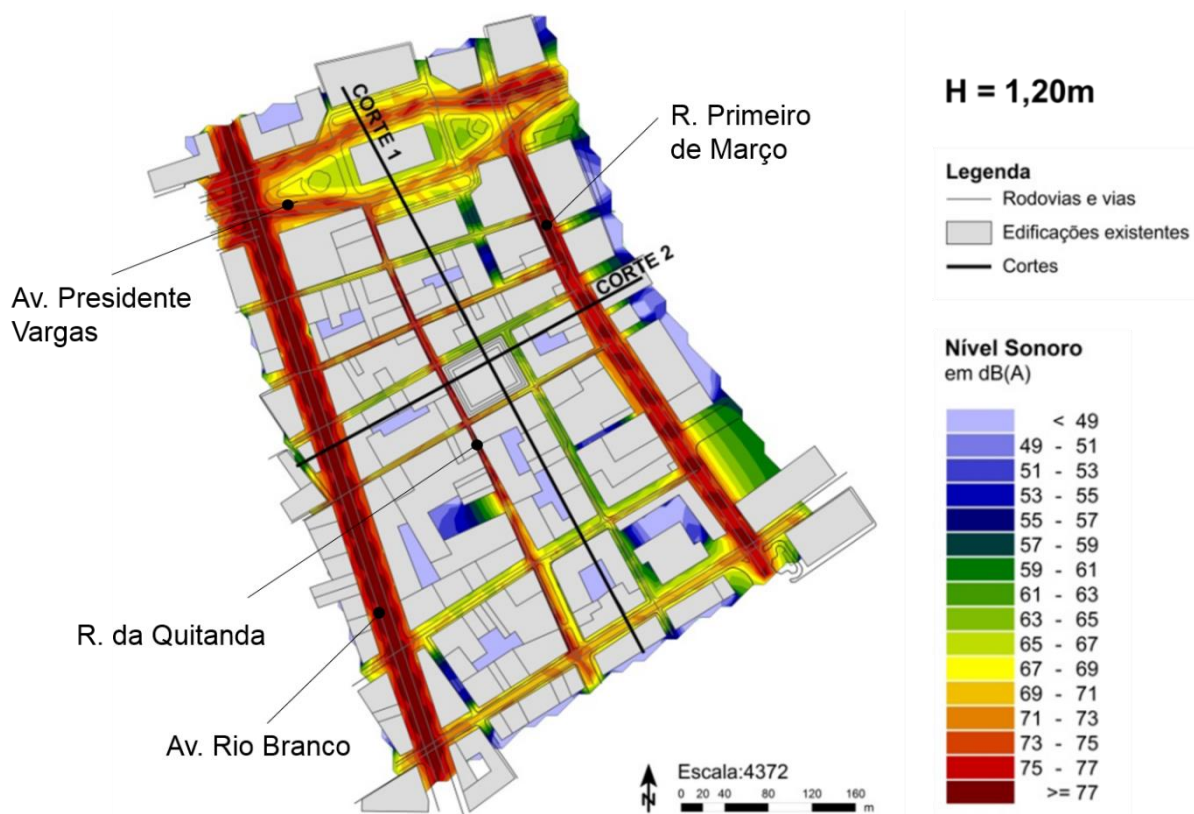 CORTE 1
R. Primeiro
de Março
CORTE 2
Av. Presidente
Vargas
R. da Quitanda
Av. Rio Branco
N
Escala:4372
0 20 40 80 120 160
m
H = 1,20m
Legenda
Rodovias e vias
Edificações existentes
Cortes
Nível Sonoro
em dB(A)
< 49
49 - 51
51 - 53
53 - 55
55 - 57
57 - 59
59 - 61
61 - 63
63 - 65
65 - 67
67 - 69
69 - 71
71 - 73
73 - 75
75 - 77
>= 77